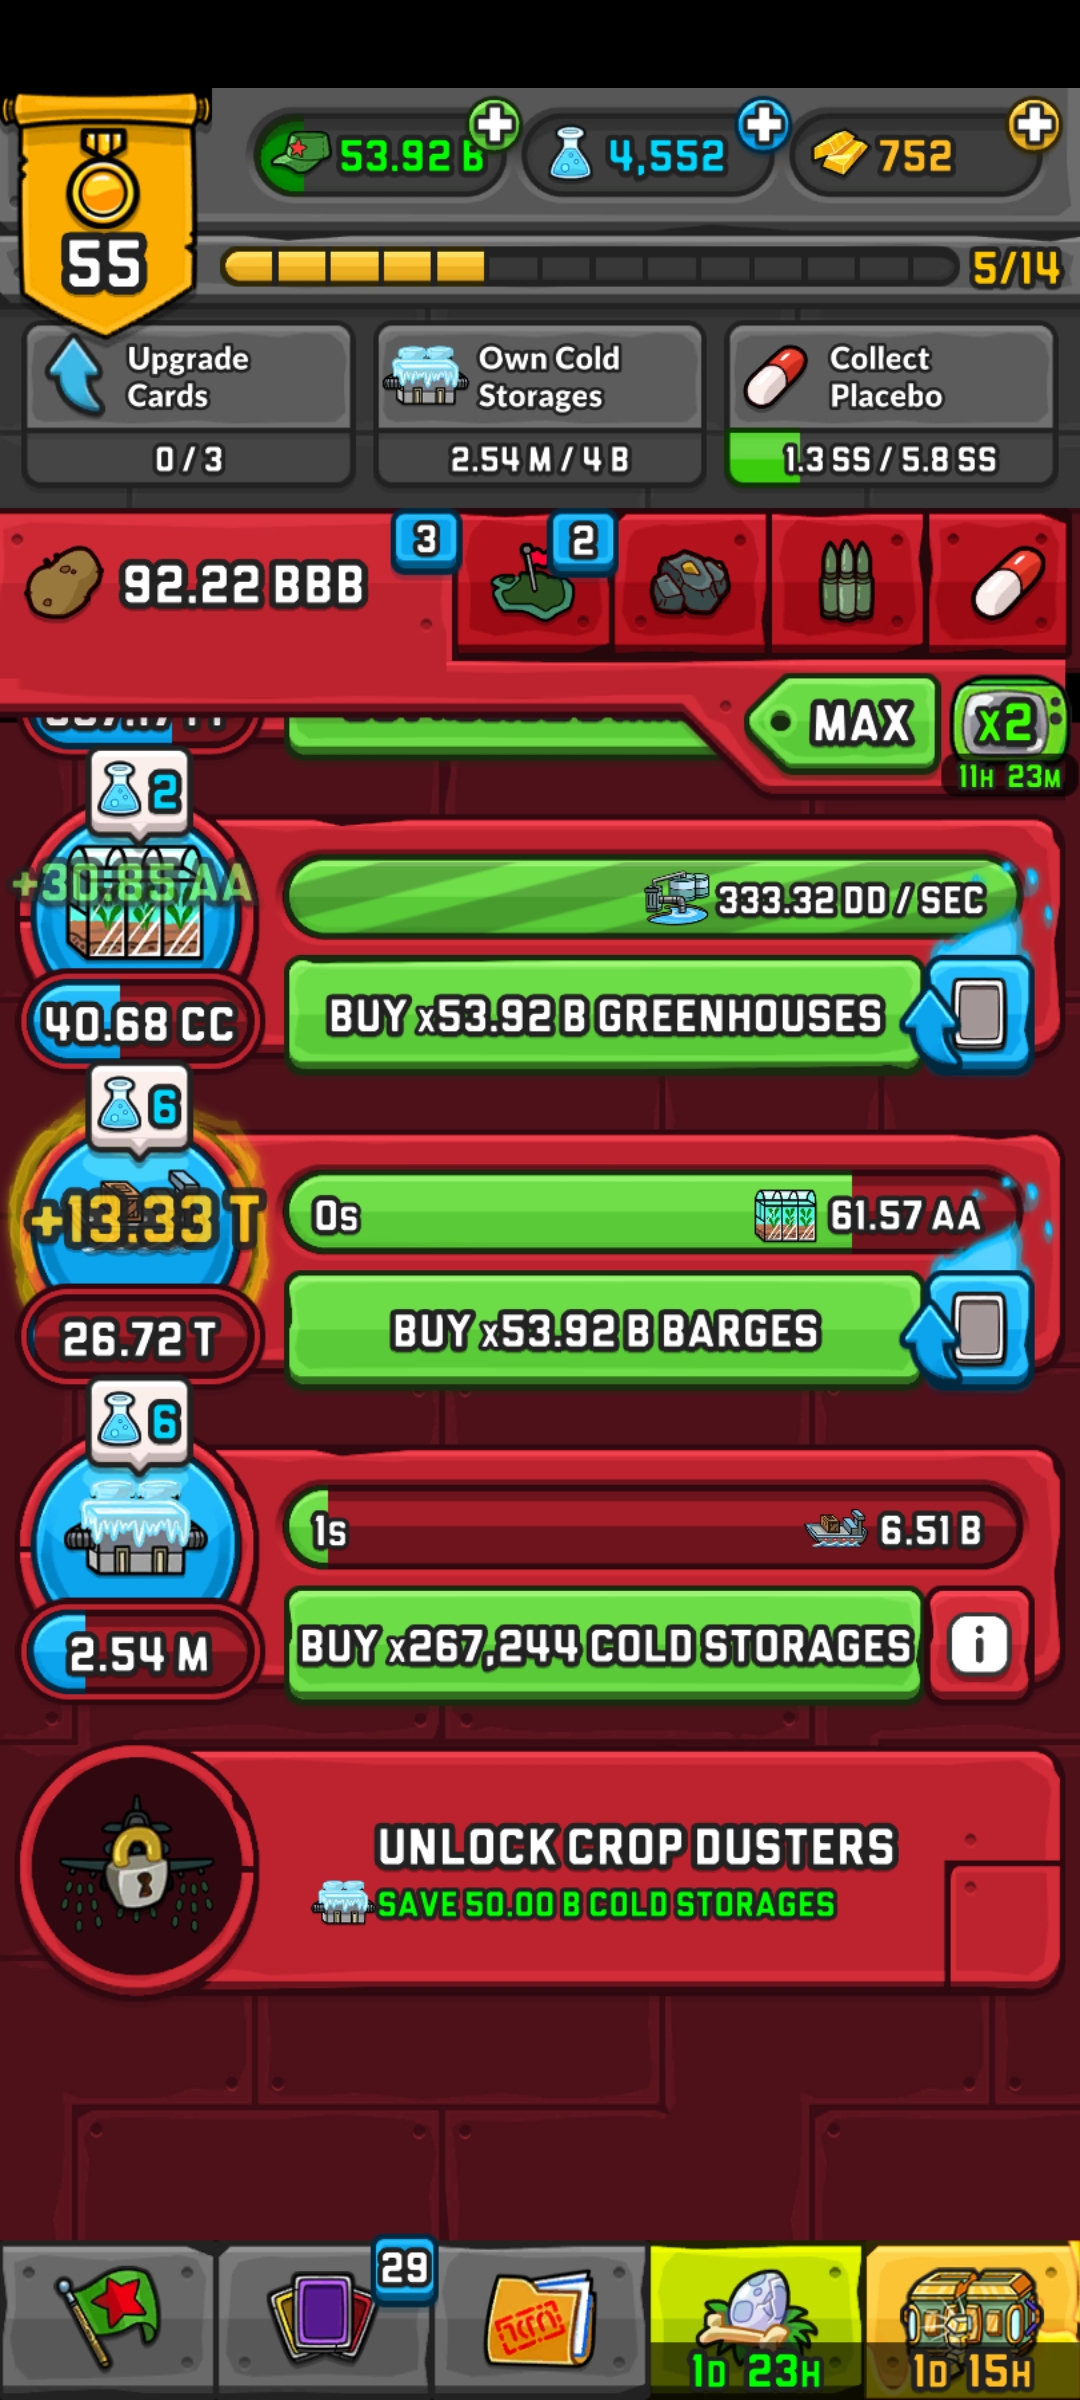 55
53.92 B
4,552
752
5/14
Upgrade
Cards
0 / 3
Own Cold
Storages
2.54 M / 4 B
Collect
Placebo
1.3 SS / 5.8 SS
92.22 BBB
3
2
MAX
x2
11H 23M
2
+30.85 AA
333.32 DD / SEC
40.68 CC
BUY x53.92 B GREENHOUSES
6
+13.33 T
0s
61.57 AA
26.72 T
BUY x53.92 B BARGES
6
1s
6.51 B
2.54 M
BUY x267,244 COLD STORAGES
i
UNLOCK CROP DUSTERS
SAVE 50.00 B COLD STORAGES
29
1D 23H
1D 15H